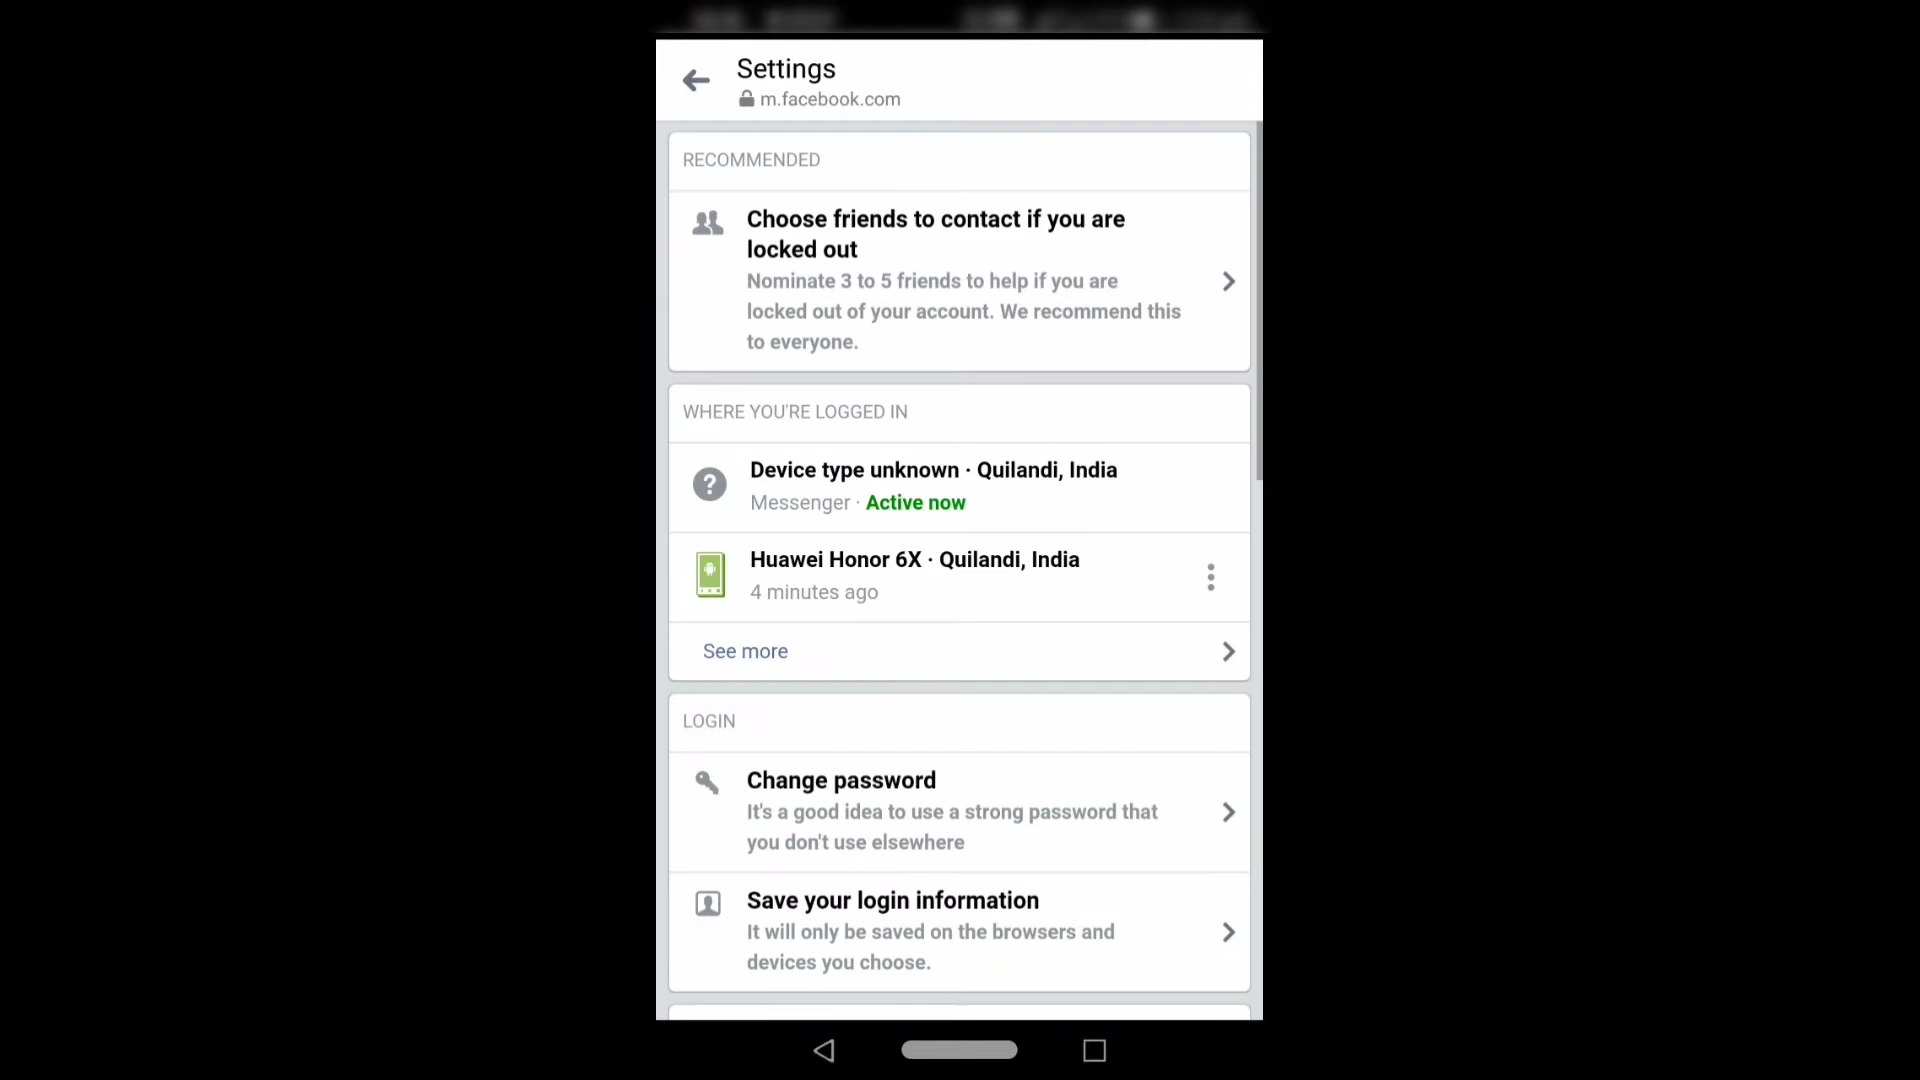 Settings
m.facebook.com
RECOMMENDED
Choose friends to contact if you are
locked out
Nominate 3 to 5 friends to help if you are
locked out of your account. We recommend this
to everyone.
WHERE YOU'RE LOGGED IN
Device type unknown · Quilandi, India
Messenger · Active now
Huawei Honor 6X · Quilandi, India
4 minutes ago
See more
LOGIN
Change password
It's a good idea to use a strong password that
you don't use elsewhere
Save your login information
It will only be saved on the browsers and
devices you choose.